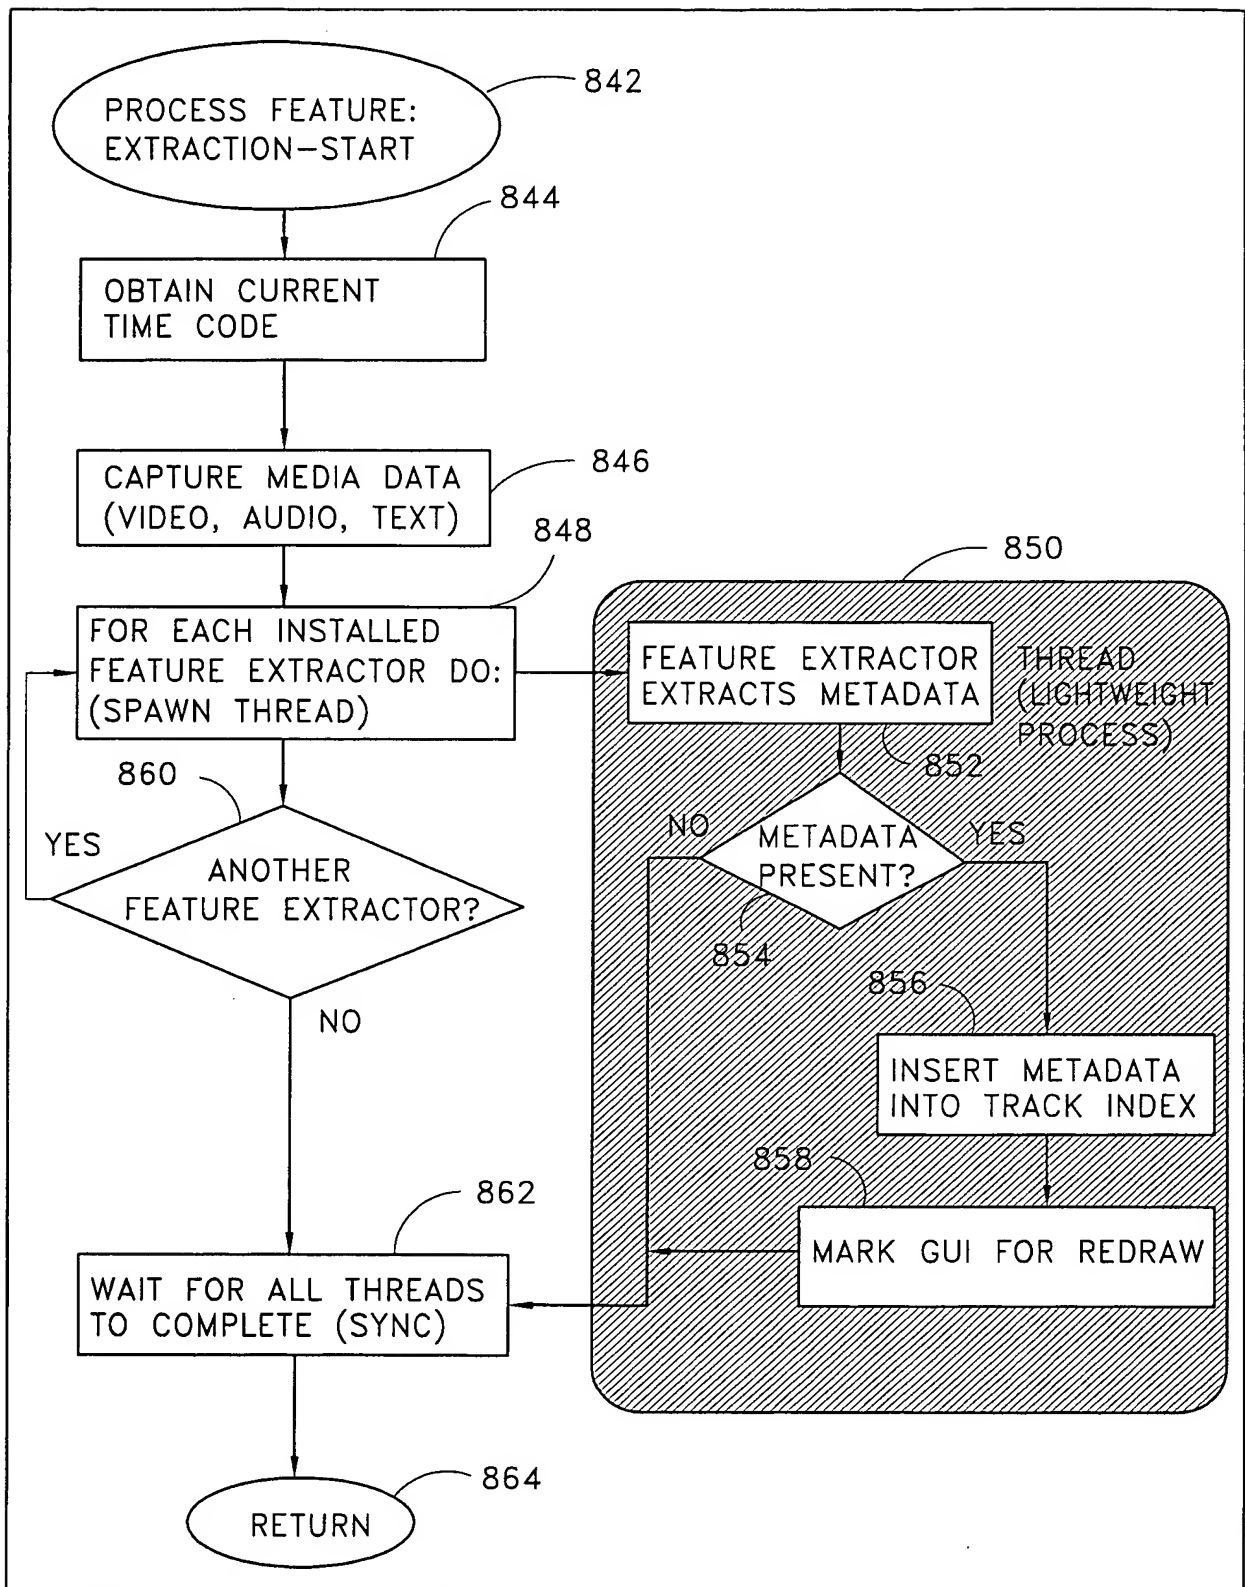 842
PROCESS FEATURE:
EXTRACTION-START
844
OBTAIN CURRENT
TIME CODE
846
CAPTURE MEDIA DATA
(VIDEO, AUDIO, TEXT)
848
FOR EACH INSTALLED
FEATURE EXTRACTOR DO:
(SPAWN THREAD)
850
FEATURE EXTRACTOR
EXTRACTS METADATA
THREAD
(LIGHTWEIGHT
PROCESS)
852
860
YES
ANOTHER
FEATURE EXTRACTOR?
NO
NO
METADATA
PRESENT?
YES
854
856
INSERT METADATA
INTO TRACK INDEX
858
MARK GUI FOR REDRAW
862
WAIT FOR ALL THREADS
TO COMPLETE (SYNC)
864
RETURN